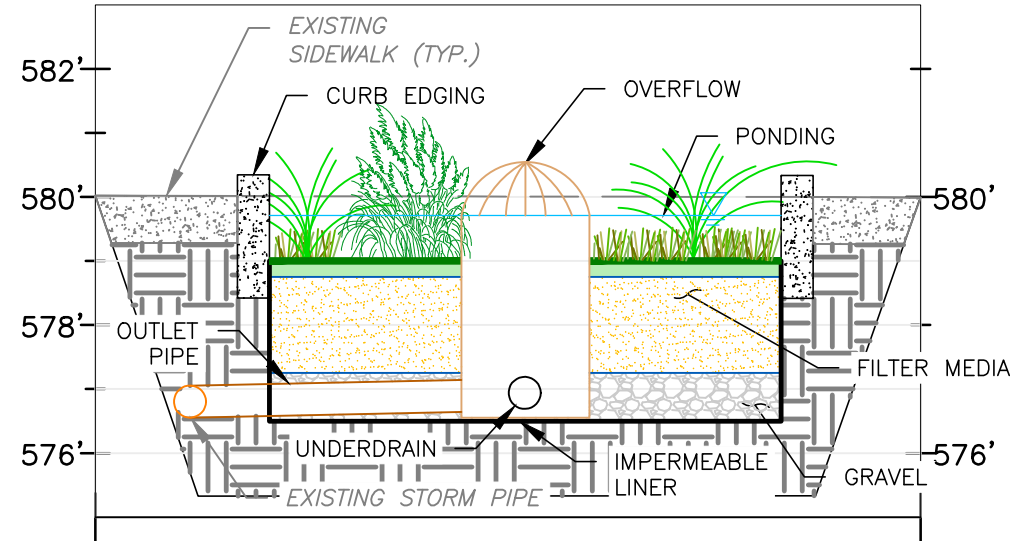 EXISTING
SIDEWALK (TYP.)
582'
CURB EDGING
OVERFLOW
PONDING
580'
580'
578'
OUTLET
PIPE
FILTER MEDIA
576'
UNDERDRAIN
IMPERMEABLE
LINER
576'
GRAVEL
EXISTING STORM PIPE